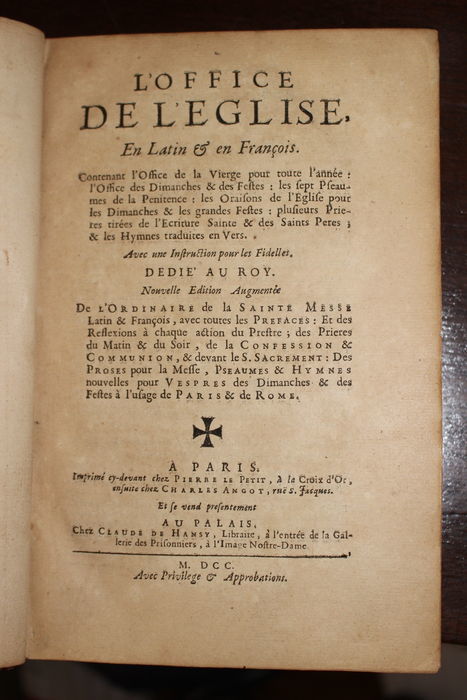 L'OFFICE
DE L'EGLISE,
En Latin & en François.
Contenant l'Office de la Vierge pour toute l'année :
l'Office des Dimanches & des Festes : les sept Pseau-
mes de la Penitence : les Oraisons de l'Église pour
les Dimanches & les grandes Festes : plusieurs Prie-
res tirées de l'Ecriture Sainte & des Saints Peres ;
& les Hymnes traduites en Vers.
Avec une Instruction pour les Fidelles.
DEDIE' AU ROY.
Nouvelle Edition Augmentée
De L'ORDINAIRE de la SAINTE MESSE
Latin & François, avec toutes les PREFACES : Et des
Reflexions à chaque action du Prestre ; des Prieres
du Matin & du Soir, de la CONFESSION &
COMMUNION, & devant le S. SACREMENT : Des
PROSES pour la Messe, PSEAUMES & HYMNES
nouvelles pour VESPRES des Dimanches & des
Festes à l'usage de PARIS & de ROME.
À PARIS,
Imprimé cy-devant chez PIERRE LE PETIT, à la Croix d'Or,
ensuite chez CHARLES ANGOT, ruë S. Jacques.
Et se vend presentement
AU PALAIS,
Chez CLAUDE DE HANSY, Libraire, à l'entrée de la Gal-
lerie des Prisonniers, à l'Image Nostre-Dame
M. DCC.
Avec Privilege & Approbations.